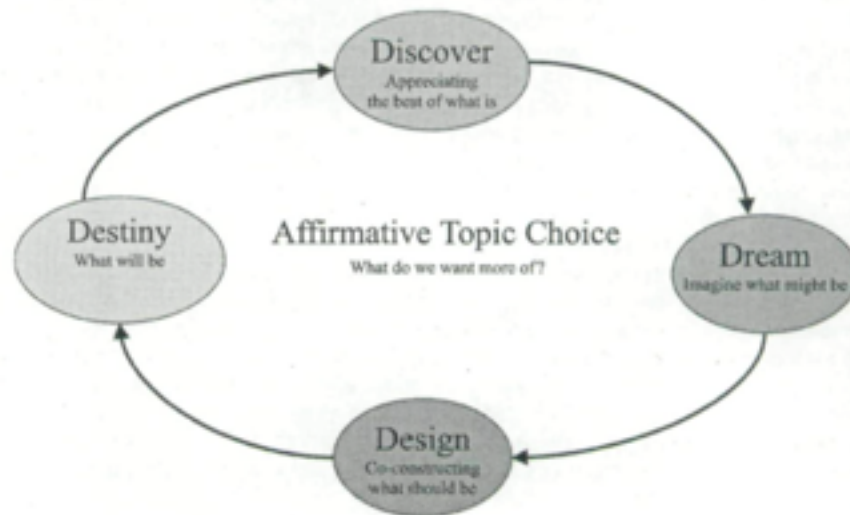 Discover
Appreciating
the best of what is
Destiny
What will be
Affirmative Topic Choice
What do we want more of?
Dream
Imagine what might be
Design
Co-constructing
what should be